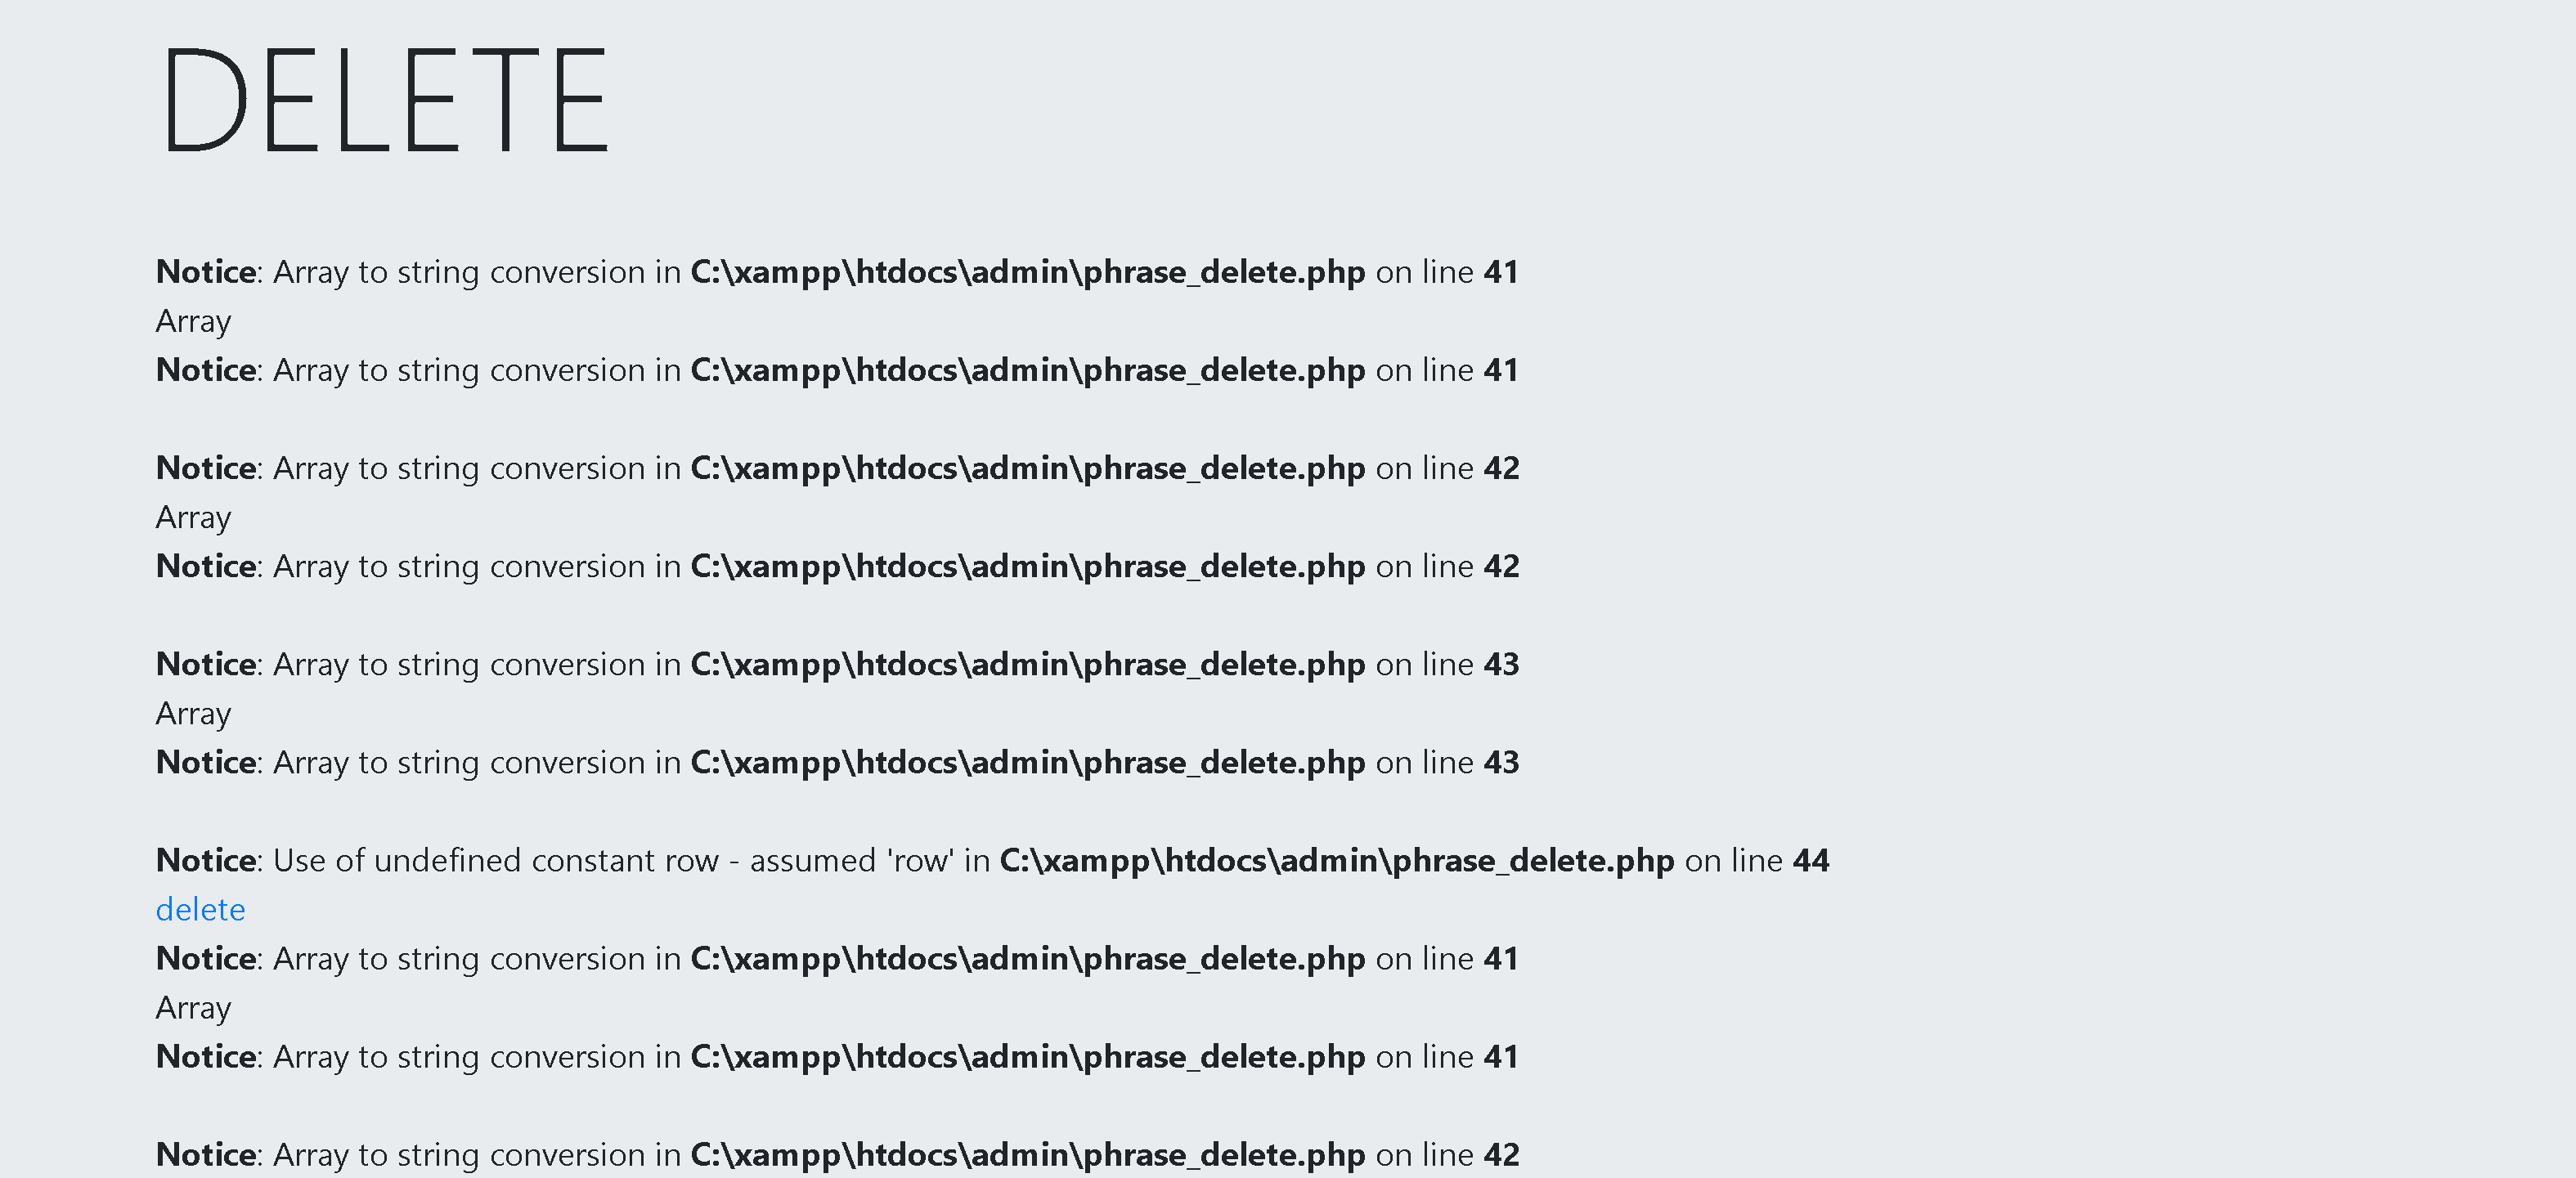 DELETE
Notice: Array to string conversion in C:\xampp\htdocs\admin\phrase_delete.php on line 41
Array
Notice: Array to string conversion in C:\xampp\htdocs\admin\phrase_delete.php on line 41
Notice: Array to string conversion in C:\xampp\htdocs\admin\phrase_delete.php on line 42
Array
Notice: Array to string conversion in C:\xampp\htdocs\admin\phrase_delete.php on line 42
Notice: Array to string conversion in C:\xampp\htdocs\admin\phrase_delete.php on line 43
Array
Notice: Array to string conversion in C:\xampp\htdocs\admin\phrase_delete.php on line 43
Notice: Use of undefined constant row - assumed 'row' in C:\xampp\htdocs\admin\phrase_delete.php on line 44
delete
Notice: Array to string conversion in C:\xampp\htdocs\admin\phrase_delete.php on line 41
Array
Notice: Array to string conversion in C:\xampp\htdocs\admin\phrase_delete.php on line 41
Notice: Array to string conversion in C:\xampp\htdocs\admin\phrase_delete.php on line 42